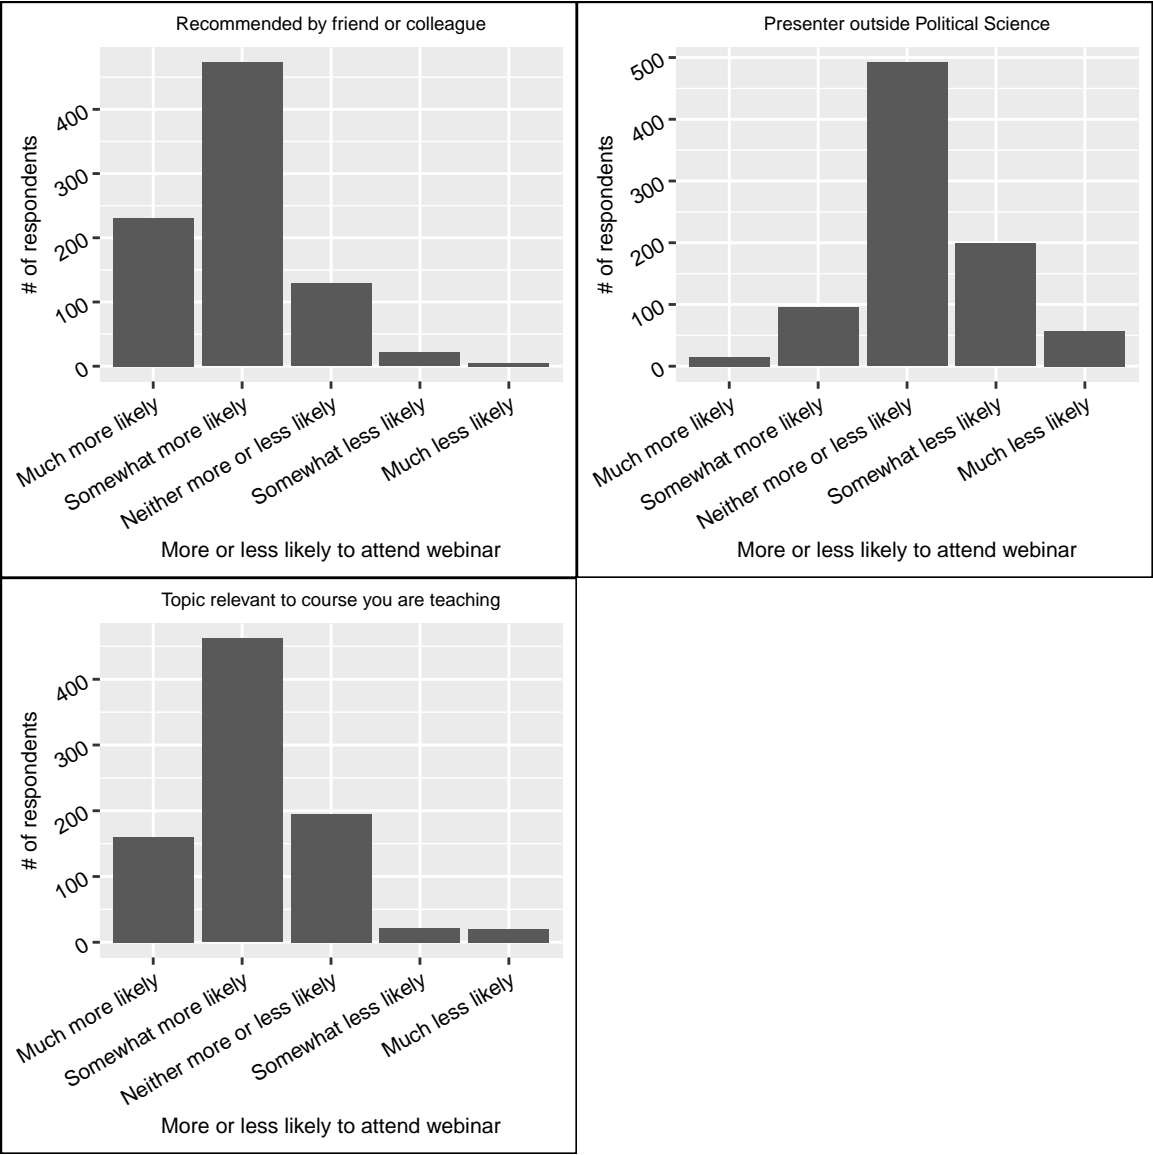 Recommended by friend or colleague
# of respondents
400
300
200
100
0
Much more likely
Somewhat more likely
Neither more or less likely
Somewhat less likely
Much less likely
More or less likely to attend webinar
Presenter outside Political Science
# of respondents
500
400
300
200
100
0
Much more likely
Somewhat more likely
Neither more or less likely
Somewhat less likely
Much less likely
More or less likely to attend webinar
Topic relevant to course you are teaching
# of respondents
400
300
200
100
0
Much more likely
Somewhat more likely
Neither more or less likely
Somewhat less likely
Much less likely
More or less likely to attend webinar